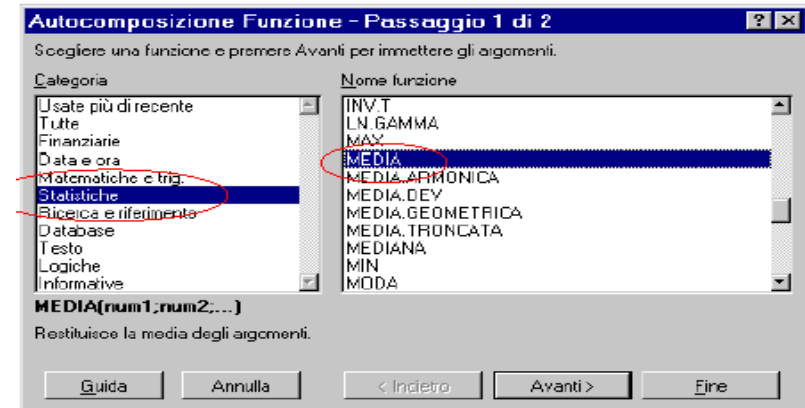 Autocomposizione Funzione - Passaggio 1 di 2
Scegliere una funzione e premere Avanti per immettere gli argomenti.
Categoria
Usate più di recente
Tutte
Finanziarie
Data e ora
Matematiche e trig.
Statistiche
Ricerca e riferimento
Database
Testo
Logiche
Informative
Nome funzione
INV.T
LN.GAMMA
MAX
MEDIA
MEDIA.ARMONICA
MEDIA.DEV
MEDIA.GEOMETRICA
MEDIA.TRONCATA
MEDIANA
MIN
MODA
MEDIA(num1;num2;...)
Restituisce la media degli argomenti.
Guida
Annulla
< Indietro
Avanti >
Fine